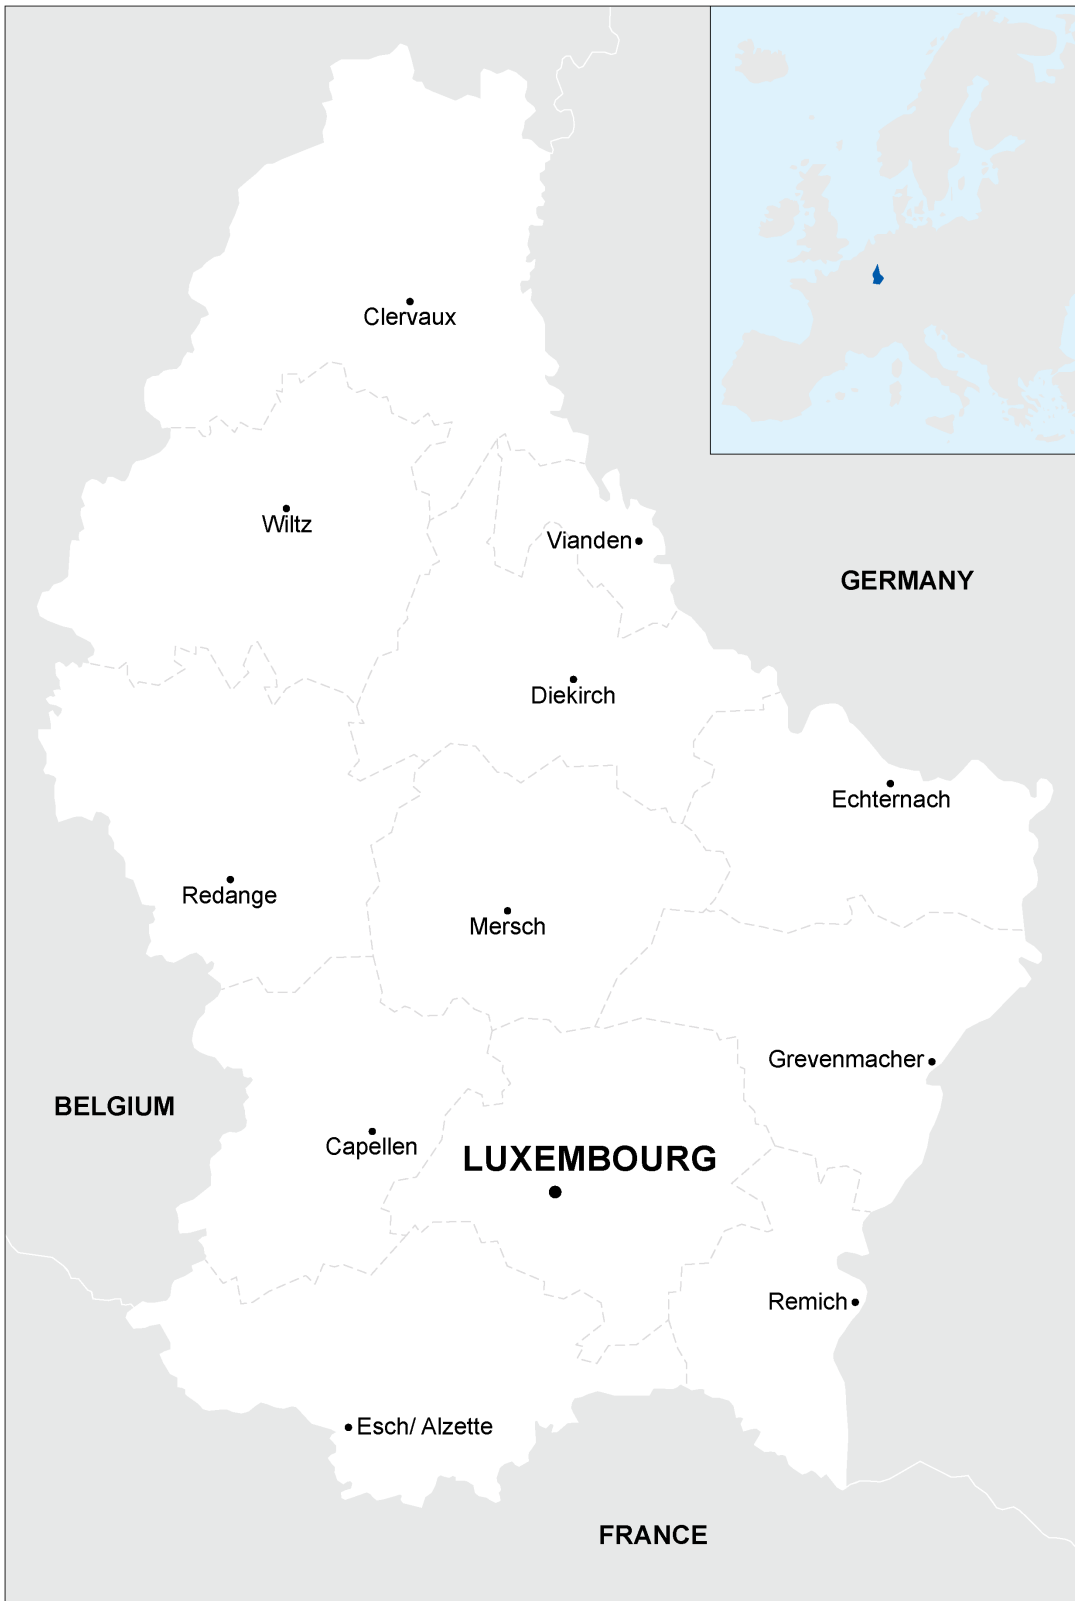 Clervaux
Wiltz
Vianden
GERMANY
Diekirch
Echternach
Redange
Mersch
Grevenmacher
BELGIUM
Capellen
LUXEMBOURG
Remich
Esch/ Alzette
FRANCE